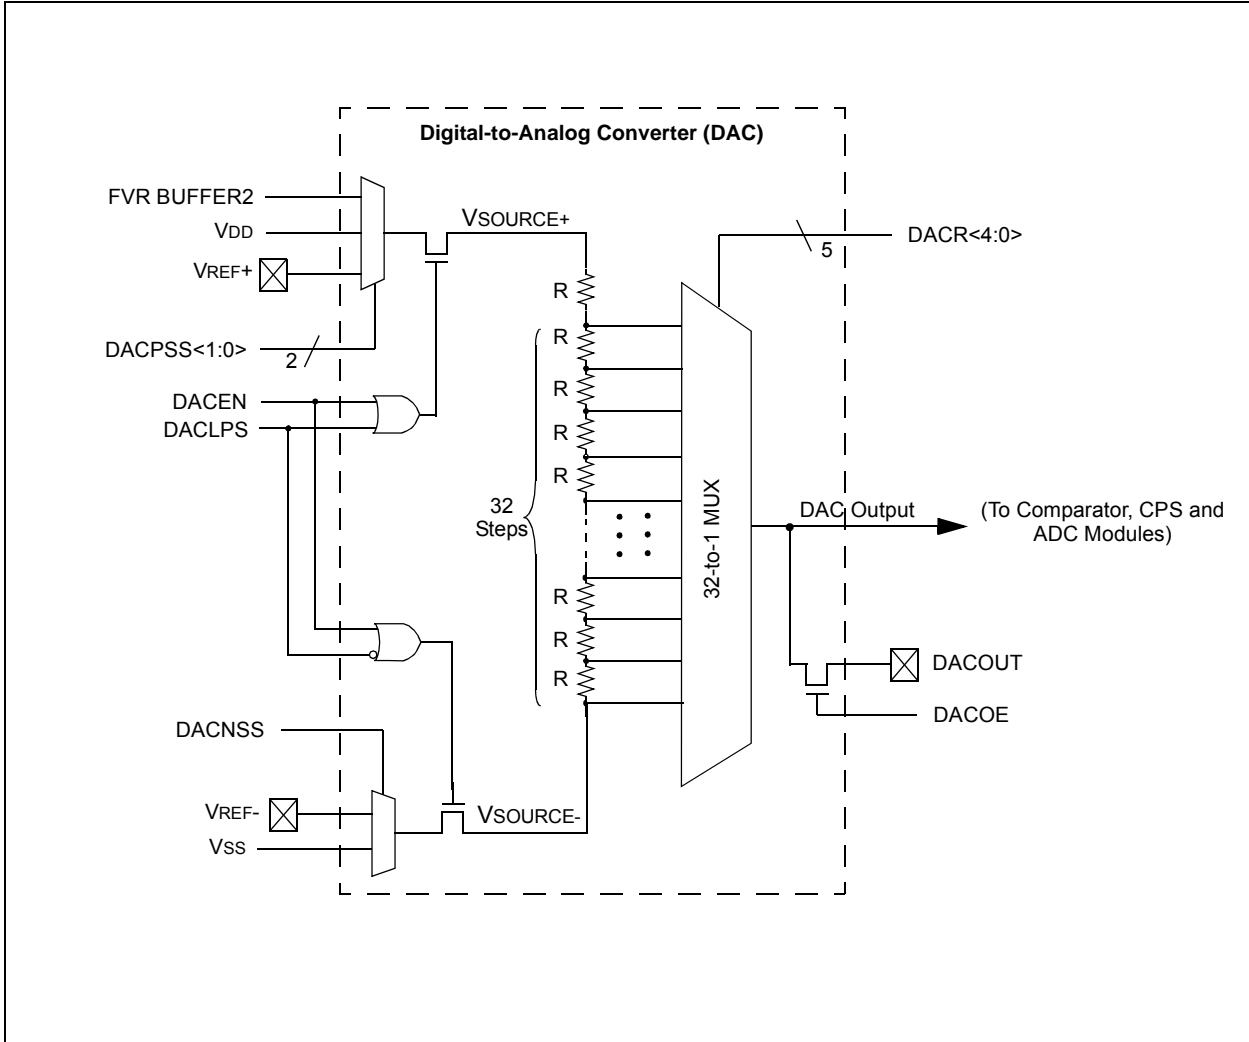 Digital-to-Analog Converter (DAC)
FVR BUFFER2
VDD
VREF+
DACPSS<1:0>
2
DACEN
DACLPS
VSOURCE+
R
R
R
R
R
32
Steps
R
R
R
32-to-1 MUX
5
DACR<4:0>
DAC Output
(To Comparator, CPS and
ADC Modules)
DACOUT
DACOE
DACNSS
VREF-
VSS
VSOURCE-